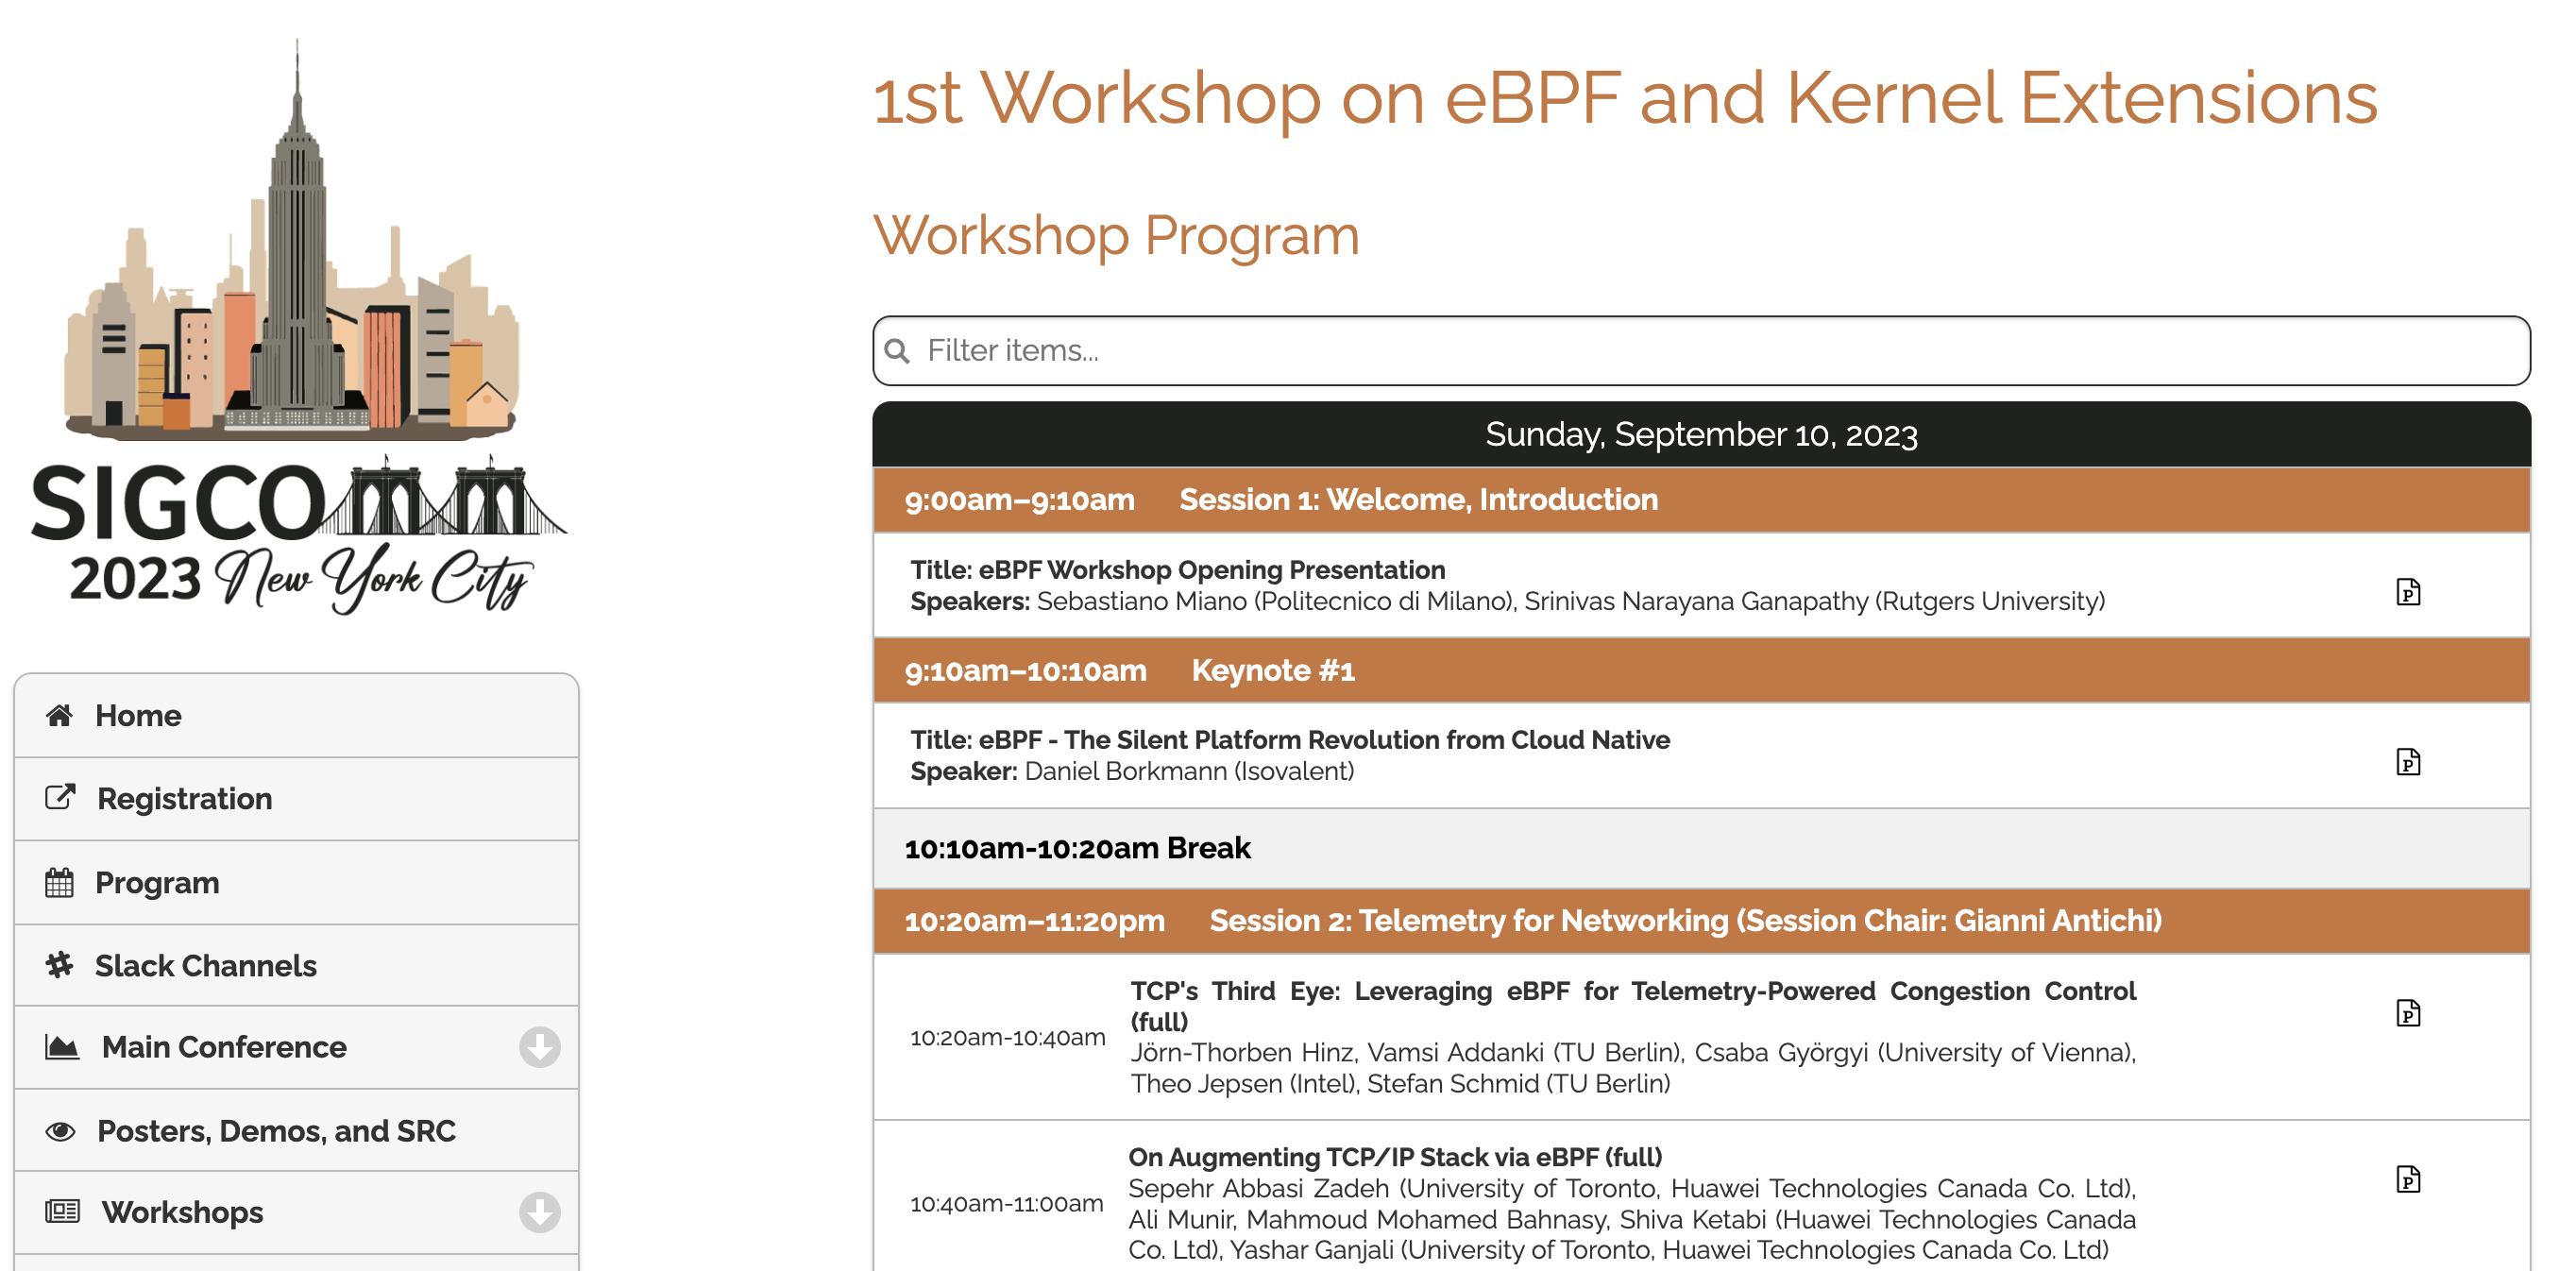 SIGCOMM
2023 New York City
Home
Registration
Program
Slack Channels
Main Conference
Posters, Demos, and SRC
Workshops
1st Workshop on eBPF and Kernel Extensions
Workshop Program
Filter items...
Sunday, September 10, 2023
9:00am–9:10am Session 1: Welcome, Introduction
Title: eBPF Workshop Opening Presentation
Speakers: Sebastiano Miano (Politecnico di Milano), Srinivas Narayana Ganapathy (Rutgers University)
P
9:10am–10:10am Keynote #1
Title: eBPF - The Silent Platform Revolution from Cloud Native
Speaker: Daniel Borkmann (Isovalent)
P
10:10am-10:20am Break
10:20am–11:20pm Session 2: Telemetry for Networking (Session Chair: Gianni Antichi)
10:20am-10:40am
TCP's Third Eye: Leveraging eBPF for Telemetry-Powered Congestion Control
(full)
Jörn-Thorben Hinz, Vamsi Addanki (TU Berlin), Csaba Györgyi (University of Vienna),
Theo Jepsen (Intel), Stefan Schmid (TU Berlin)
P
10:40am-11:00am
On Augmenting TCP/IP Stack via eBPF (full)
Sepehr Abbasi Zadeh (University of Toronto, Huawei Technologies Canada Co. Ltd),
Ali Munir, Mahmoud Mohamed Bahnasy, Shiva Ketabi (Huawei Technologies Canada
Co. Ltd), Yashar Ganjali (University of Toronto, Huawei Technologies Canada Co. Ltd)
P